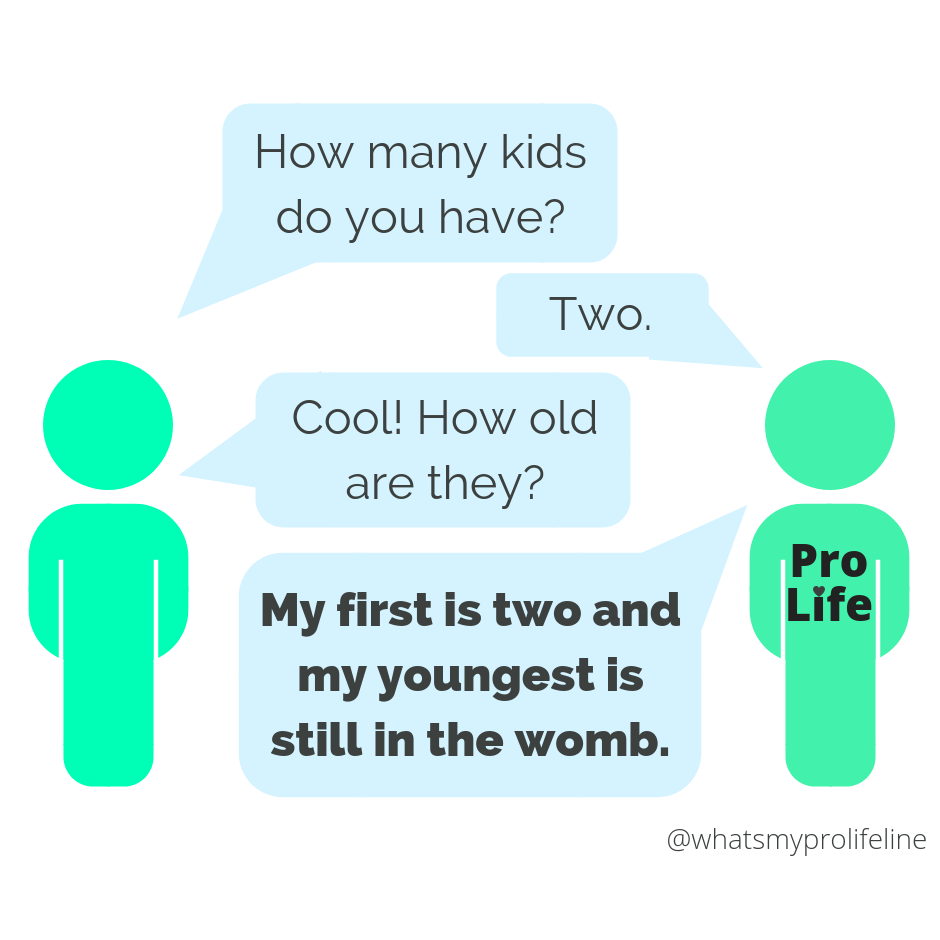 How many kids
do you have?
Two.
Cool! How old
are they?
My first is two and
my youngest is
still in the womb.
Pro
Life
@whatsmyprolifeline